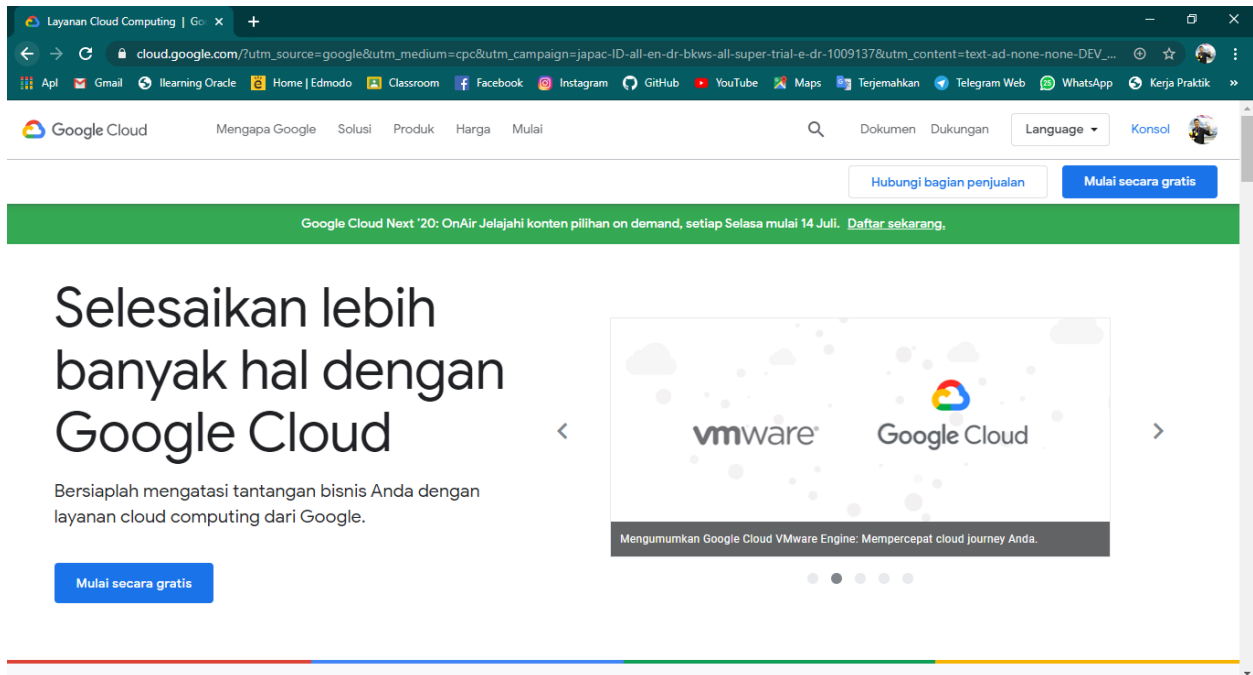 Layanan Cloud Computing | Go
cloud.google.com/?utm_source=google&utm_medium=cpc&utm_campaign=japac-ID-all-en-dr-bkws-all-super-trial-e-dr-1009137&utm_content=text-ad-none-none-DEV_...
Apl Gmail Ilearning Oracle Home | Edmodo Classroom Facebook Instagram GitHub YouTube Maps Terjemahkan Telegram Web WhatsApp Kerja Praktik »
Google Cloud Mengapa Google Solusi Produk Harga Mulai Dokumen Dukungan Language Konsol
Hubungi bagian penjualan Mulai secara gratis
Google Cloud Next '20: OnAir Jelajahi konten pilihan on demand, setiap Selasa mulai 14 Juli. Daftar sekarang.
Selesaikan lebih
banyak hal dengan
Google Cloud
Bersiaplah mengatasi tantangan bisnis Anda dengan
layanan cloud computing dari Google.
Mulai secara gratis
vmware Google Cloud
Mengumumkan Google Cloud VMware Engine: Mempercepat cloud journey Anda.